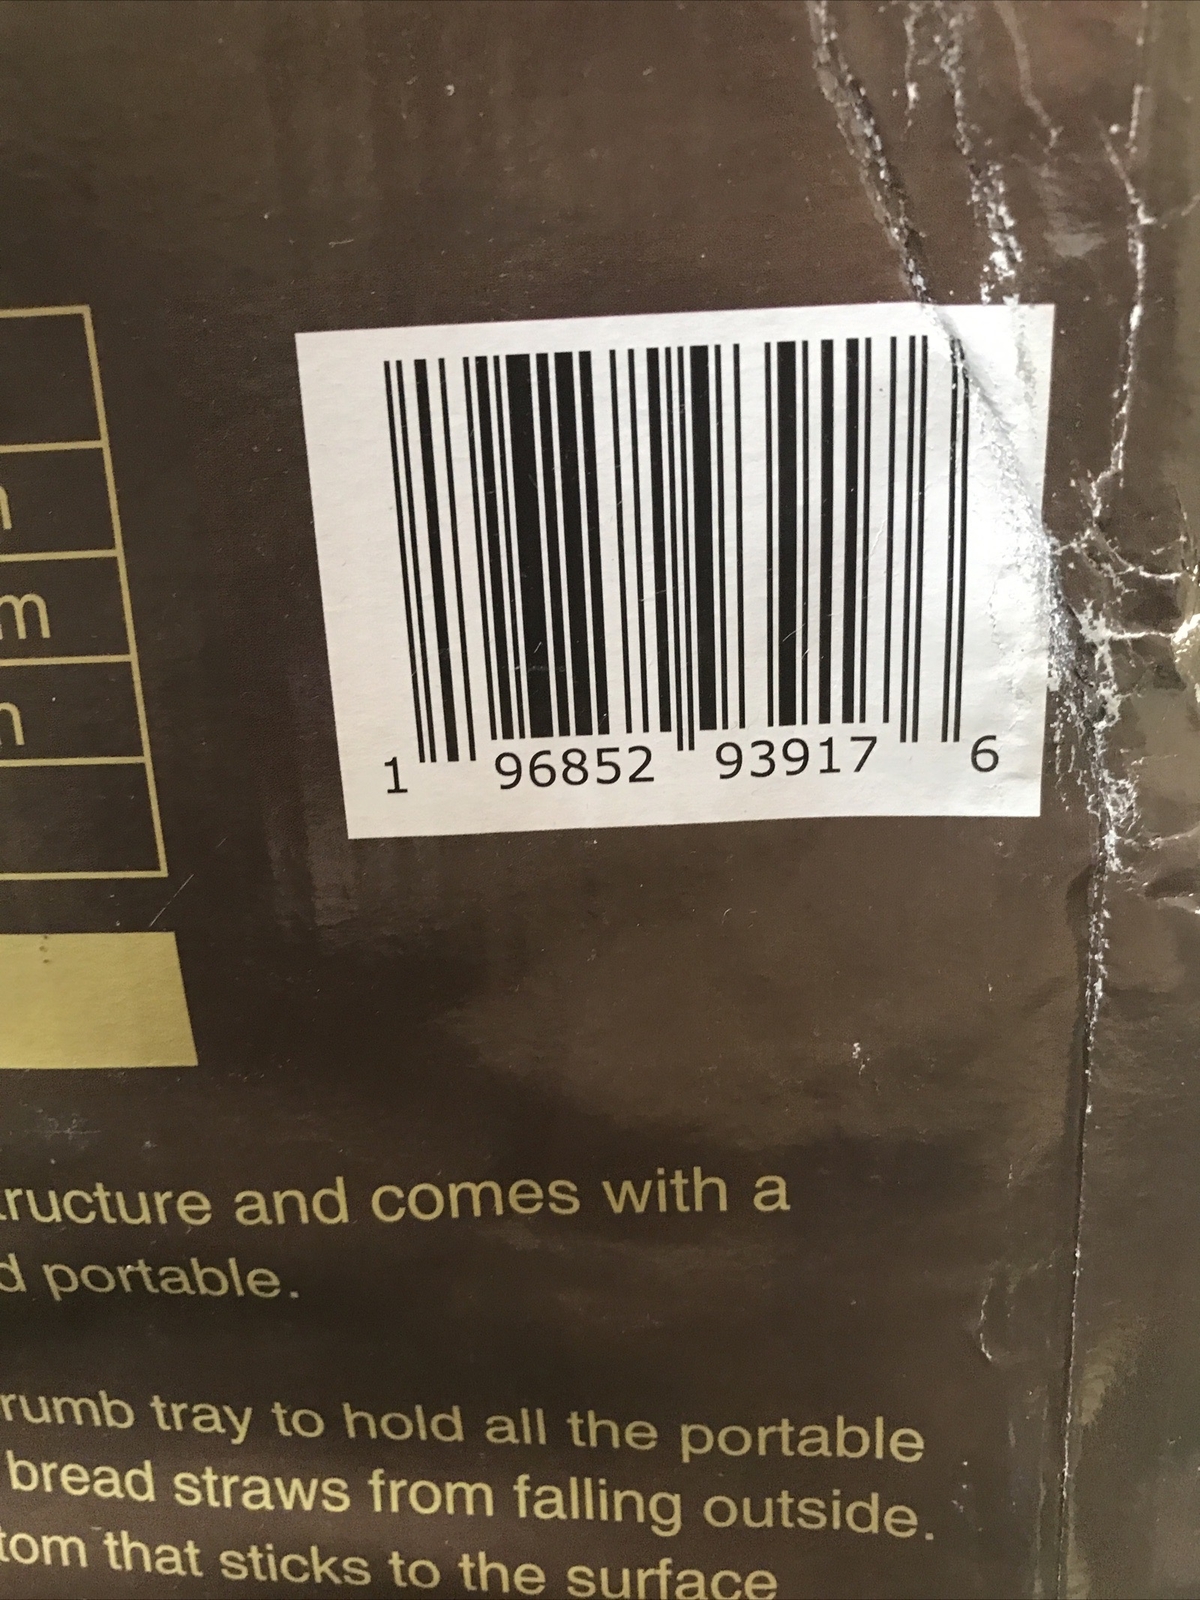 n
m
n
1 96852 93917 6
tructure and comes with a
d portable.
rumb tray to hold all the portable
bread straws from falling outside.
tom that sticks to the surface